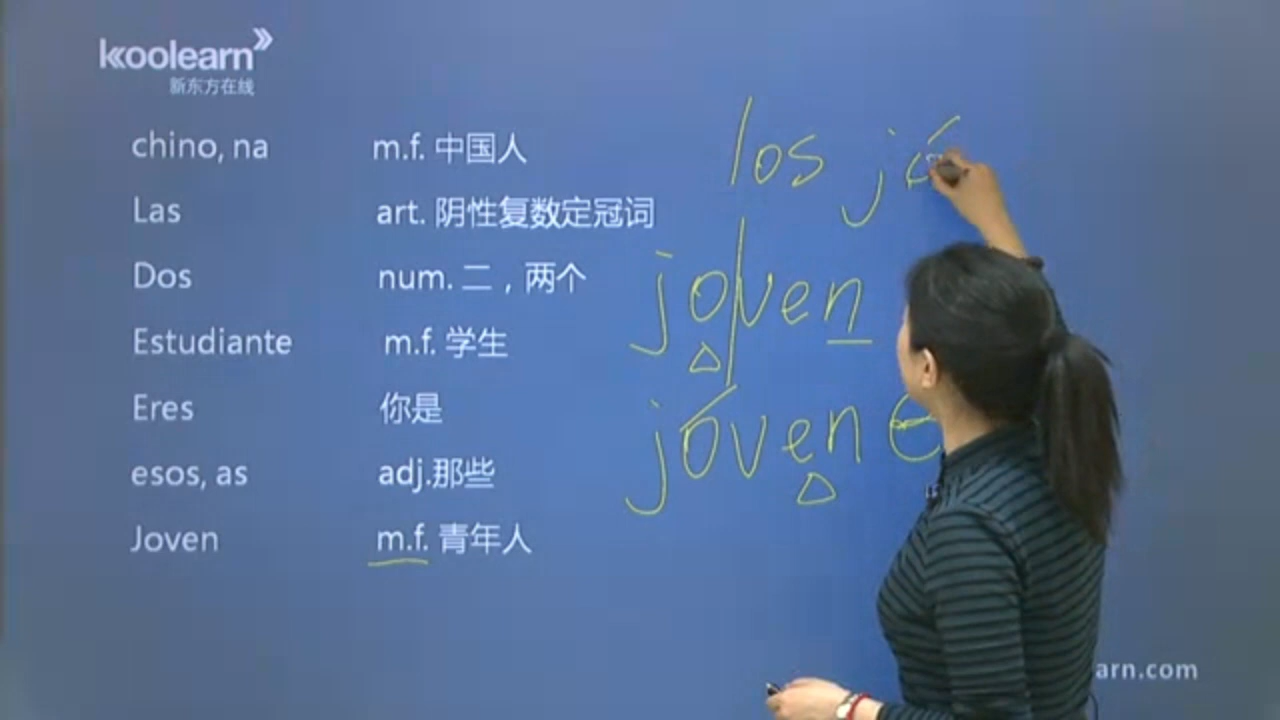 koolearn
新东方在线
chino, na m.f. 中国人
Las art. 阴性复数定冠词
Dos num. 二，两个
Estudiante m.f. 学生
Eres 你是
esos, as adj.那些
Joven m.f. 青年人
los jó
joven
jóvene
arn.com